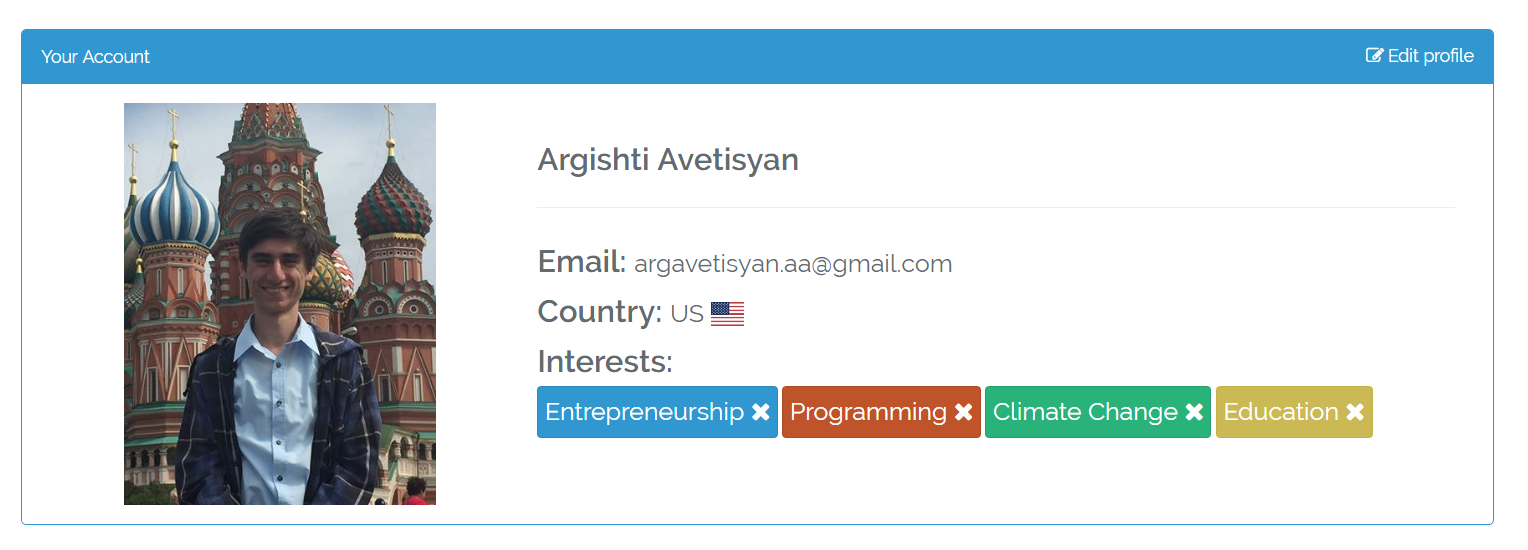 Your Account
Edit profile
Argishti Avetisyan
Email: argavetisyan.aa@gmail.com
Country: US
Interests:
Entrepreneurship ✖ Programming ✖ Climate Change ✖ Education ✖